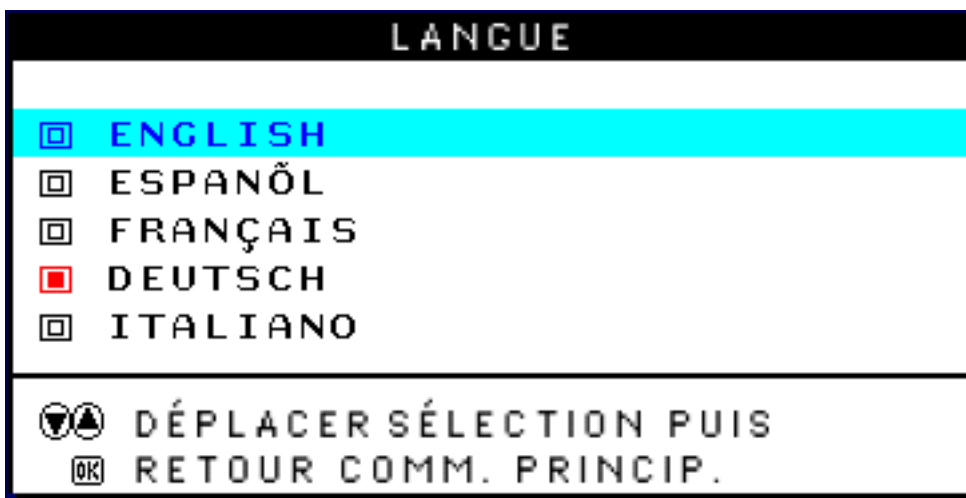 LANGUE
ENGLISH
ESPANÕL
FRANÇAIS
DEUTSCH
ITALIANO
DÉPLACER SÉLECTION PUIS
OK RETOUR COMM. PRINCIP.